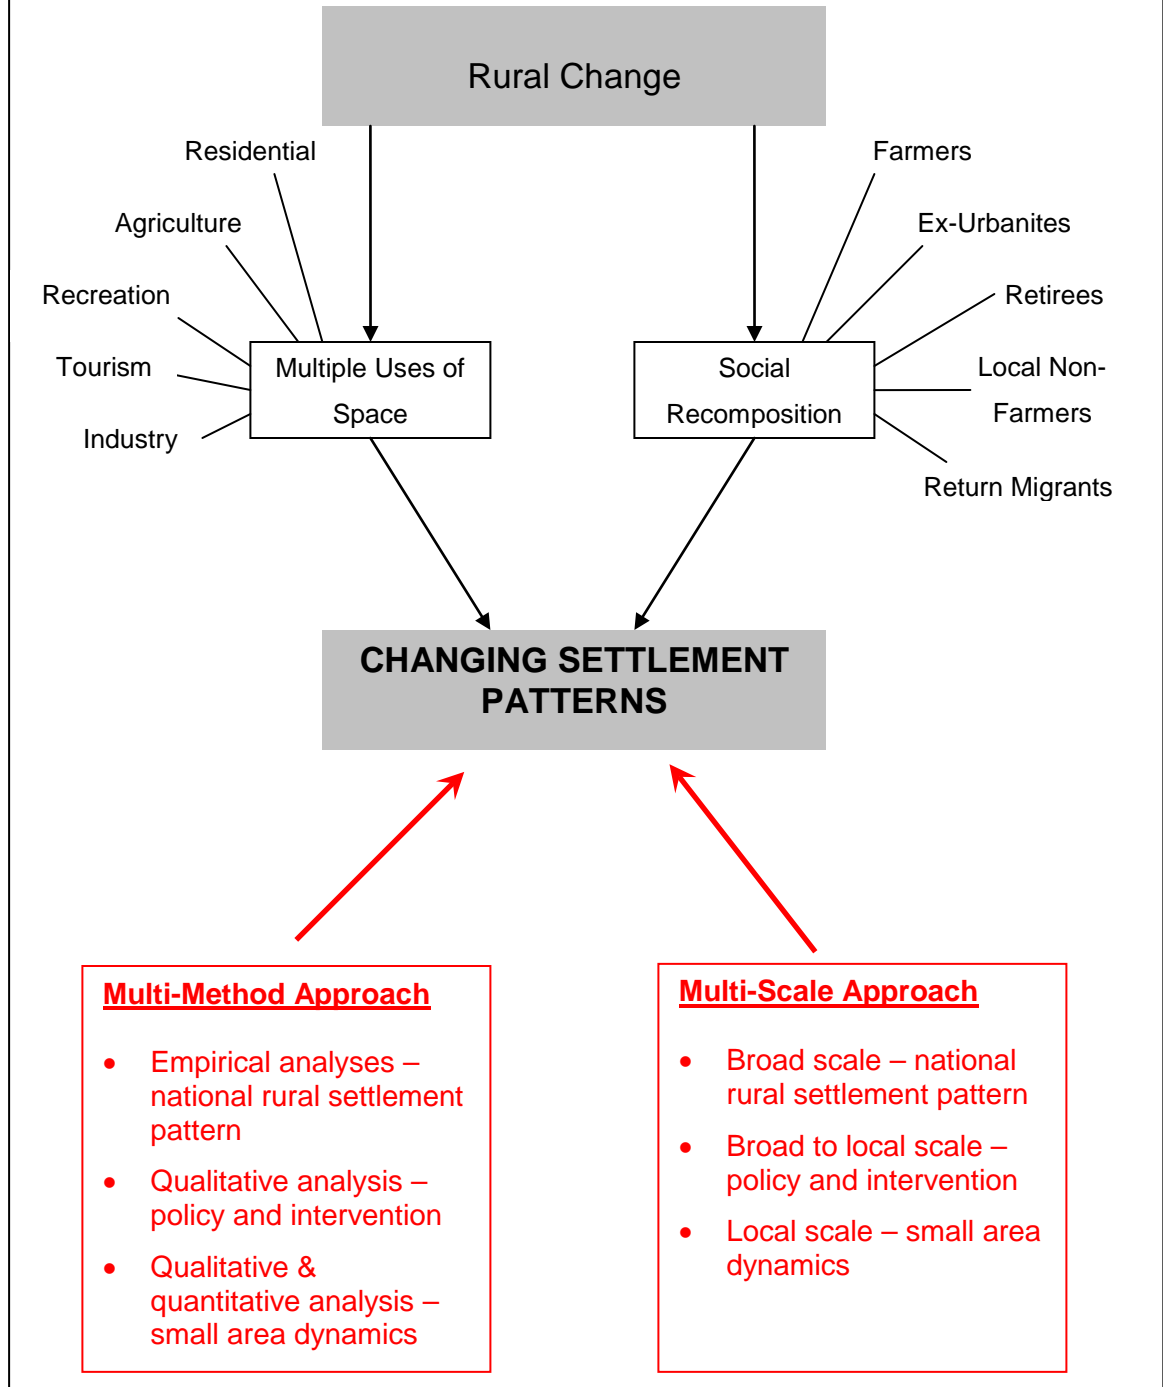 Rural Change
Residential
Agriculture
Recreation
Tourism
Industry
Multiple Uses of
Space
Farmers
Ex-Urbanites
Retirees
Local Non-
Farmers
Return Migrants
Social
Recomposition
CHANGING SETTLEMENT
PATTERNS
Multi-Method Approach
• Empirical analyses –
national rural settlement
pattern
• Qualitative analysis –
policy and intervention
• Qualitative &
quantitative analysis –
small area dynamics
Multi-Scale Approach
• Broad scale – national
rural settlement pattern
• Broad to local scale –
policy and intervention
• Local scale – small area
dynamics